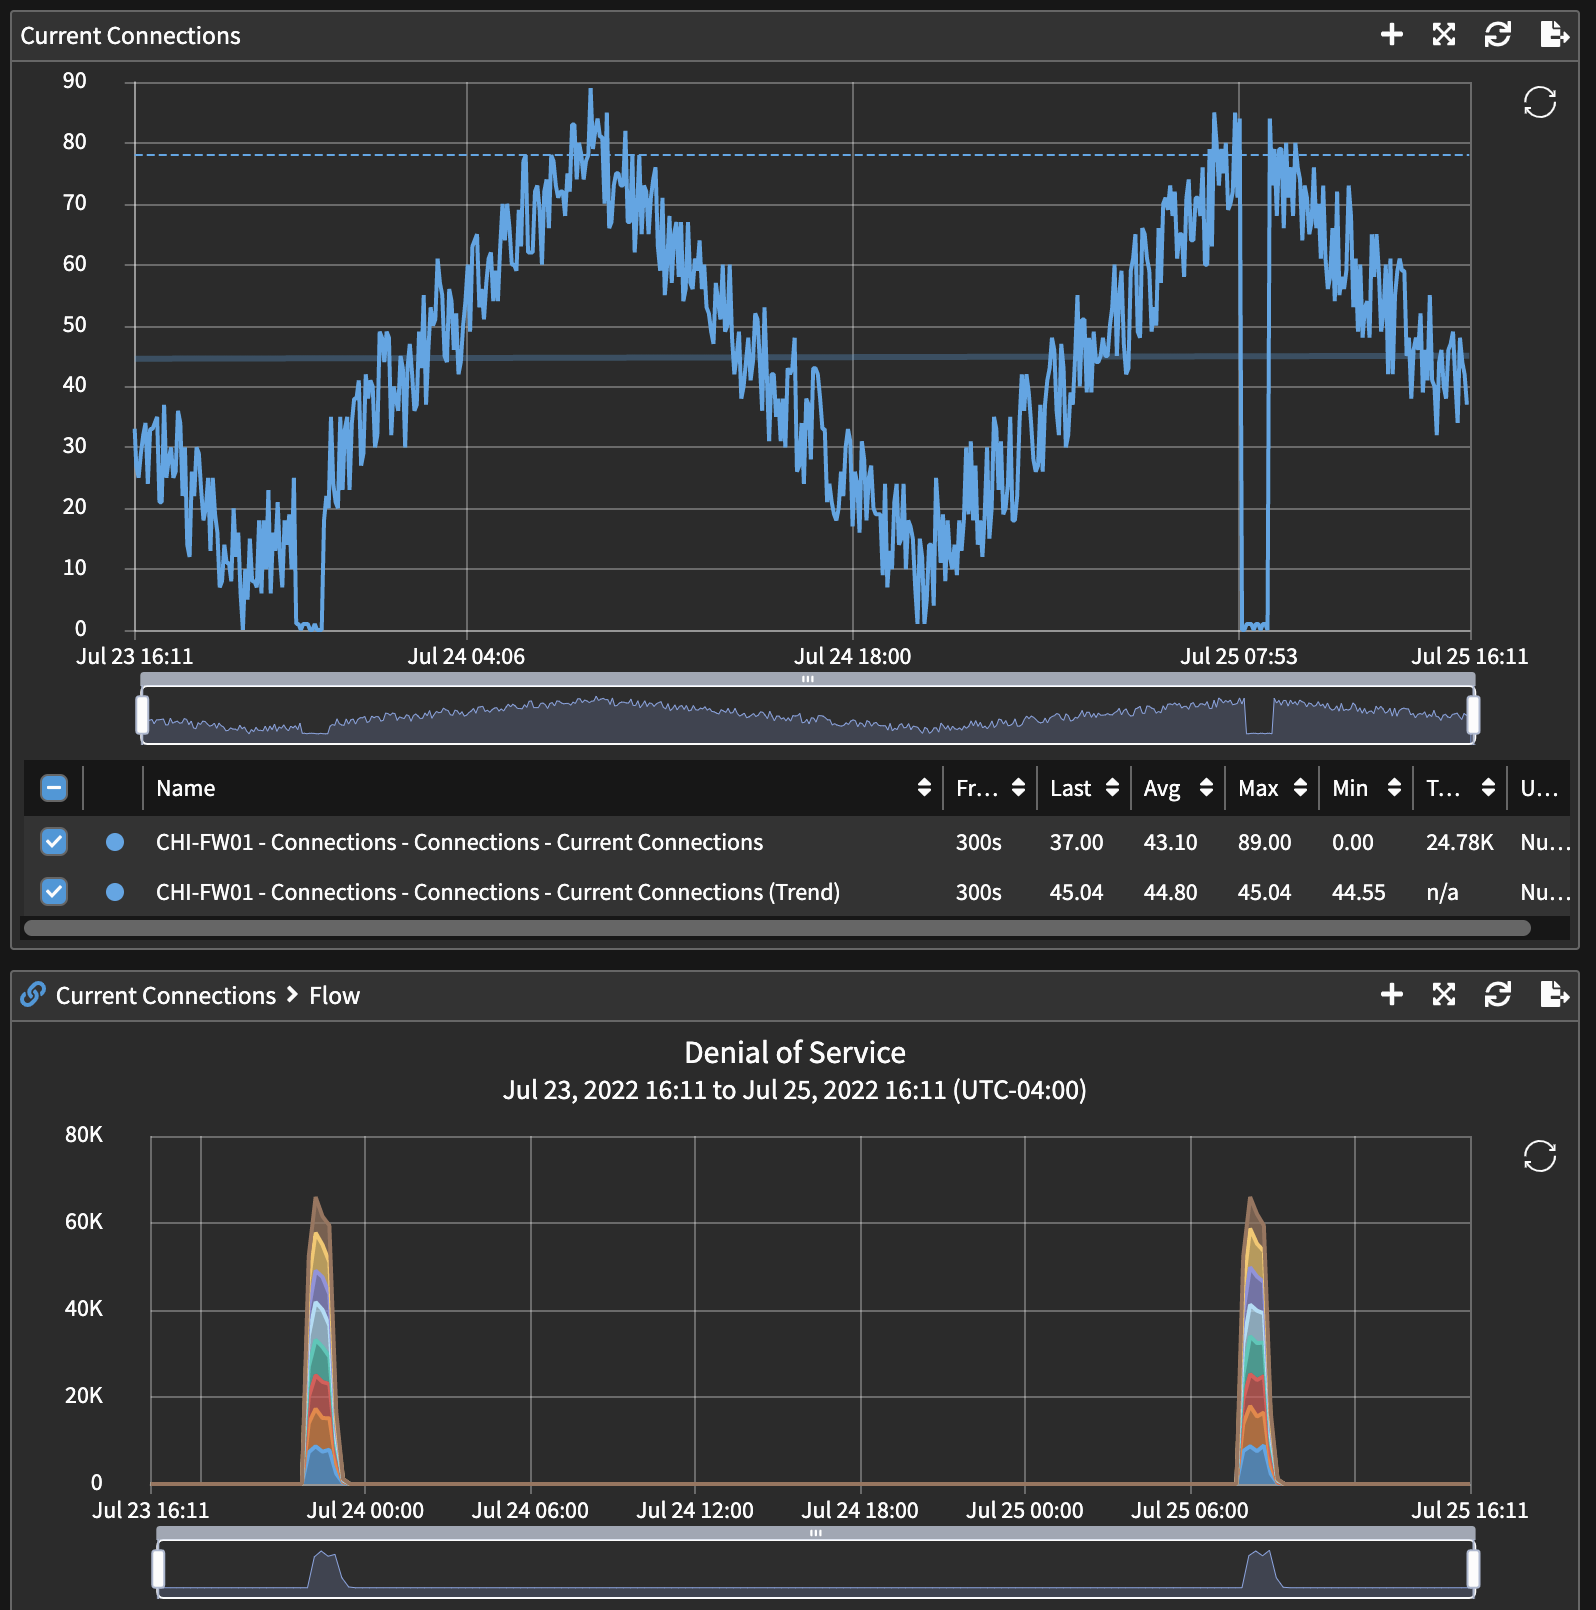 Current Connections
90
80
70
60
50
40
30
20
10
0
Jul 23 16:11 Jul 24 04:06 Jul 24 18:00 Jul 25 07:53 Jul 25 16:11
Name Fr... Last Avg Max Min T... U...
CHI-FW01 - Connections - Connections - Current Connections 300s 37.00 43.10 89.00 0.00 24.78K Nu...
CHI-FW01 - Connections - Connections - Current Connections (Trend) 300s 45.04 44.80 45.04 44.55 n/a Nu...
Current Connections > Flow
Denial of Service
Jul 23, 2022 16:11 to Jul 25, 2022 16:11 (UTC-04:00)
80K
60K
40K
20K
0
Jul 23 16:11 Jul 24 00:00 Jul 24 06:00 Jul 24 12:00 Jul 24 18:00 Jul 25 00:00 Jul 25 06:00 Jul 25 16:11